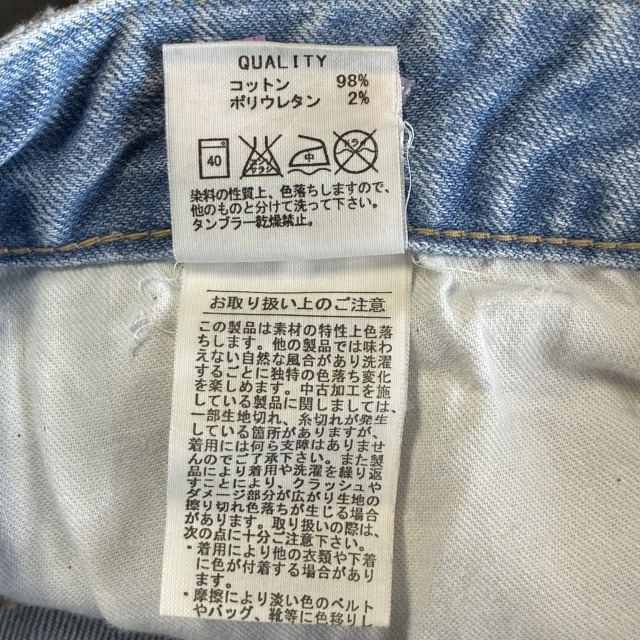 QUALITY
コットン 98%
ポリウレタン 2%
40 エンソサラシ 中 ドライ
染料の性質上、色落ちしますので、
他のものと分けて洗って下さい。
タンブラー乾燥禁止。
お取り扱い上のご注意
この製品は素材の特性上色落
ちします。他の製品では味わ
えない自然な風合があり洗濯
するごとに独特の色落ち変化
を楽しめます。中古加工を施
している製品に関しましては、
一部生地切れ、糸切れが発生
している箇所がありますが、
着用には何ら支障はありませ
んのでご了承下さい。また製
品により着用や洗濯を繰り返
すことにより、クラッシュや
ダメージ部分が広がり生地の
擦り切れ色落ちが生じる場合
があります。取り扱いの際は、
次の点に十分ご注意下さい。
・着用により他の衣類や下着
に色が付着する場合があり
ます。
・摩擦により淡い色のベルト
やバッグ、靴等に色移りし